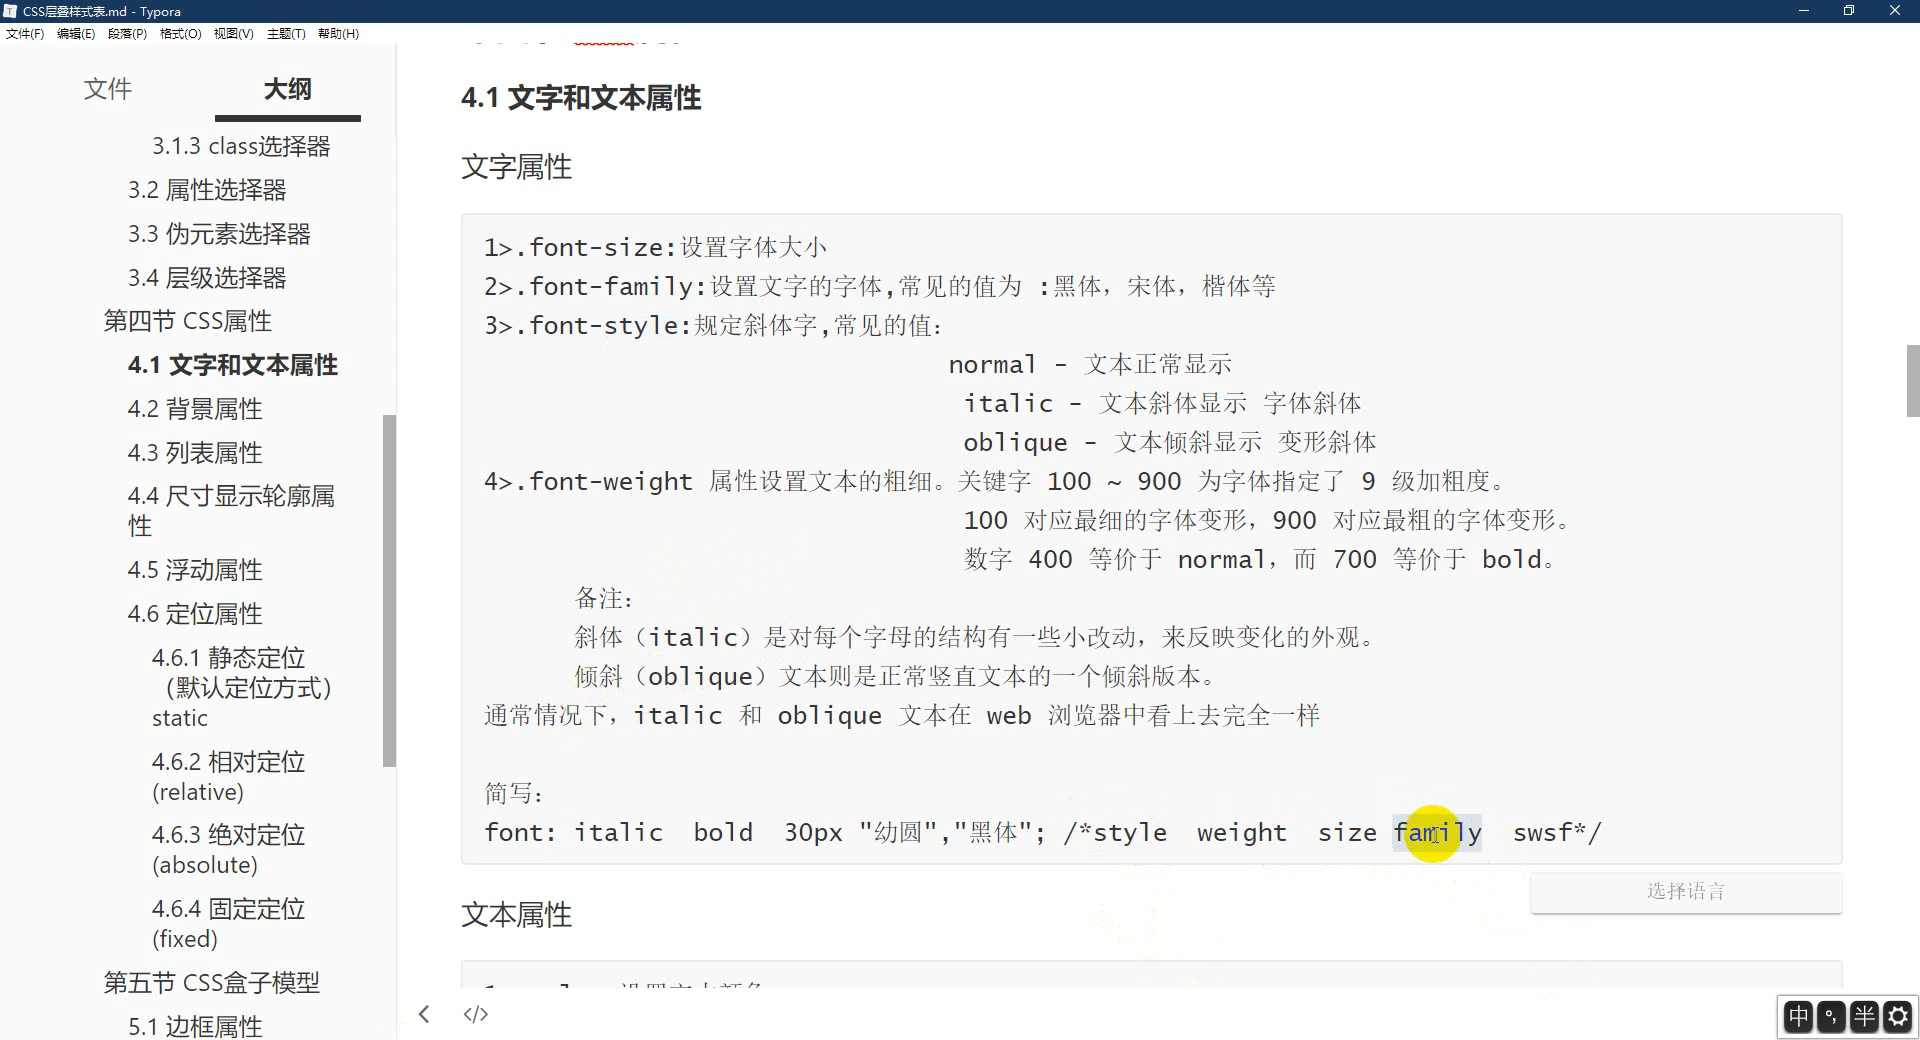 CSS层叠样式表.md - Typora
文件(F) 编辑(E) 段落(P) 格式(O) 视图(V) 主题(T) 帮助(H)
文件 大纲
3.1.3 class选择器
3.2 属性选择器
3.3 伪元素选择器
3.4 层级选择器
第四节 CSS属性
4.1 文字和文本属性
4.2 背景属性
4.3 列表属性
4.4 尺寸显示轮廓属
性
4.5 浮动属性
4.6 定位属性
4.6.1 静态定位
（默认定位方式）
static
4.6.2 相对定位
(relative)
4.6.3 绝对定位
(absolute)
4.6.4 固定定位
(fixed)
第五节 CSS盒子模型
5.1 边框属性
4.1 文字和文本属性
文字属性
1>.font-size:设置字体大小
2>.font-family:设置文字的字体,常见的值为 :黑体，宋体，楷体等
3>.font-style:规定斜体字,常见的值：
normal - 文本正常显示
italic - 文本斜体显示 字体斜体
oblique - 文本倾斜显示 变形斜体
4>.font-weight 属性设置文本的粗细。关键字 100 ~ 900 为字体指定了 9 级加粗度。
100 对应最细的字体变形，900 对应最粗的字体变形。
数字 400 等价于 normal，而 700 等价于 bold。
备注：
斜体（italic）是对每个字母的结构有一些小改动，来反映变化的外观。
倾斜（oblique）文本则是正常竖直文本的一个倾斜版本。
通常情况下，italic 和 oblique 文本在 web 浏览器中看上去完全一样
简写：
font: italic bold 30px "幼圆","黑体"; /*style weight size family swsf*/
选择语言
文本属性
中 °, 半